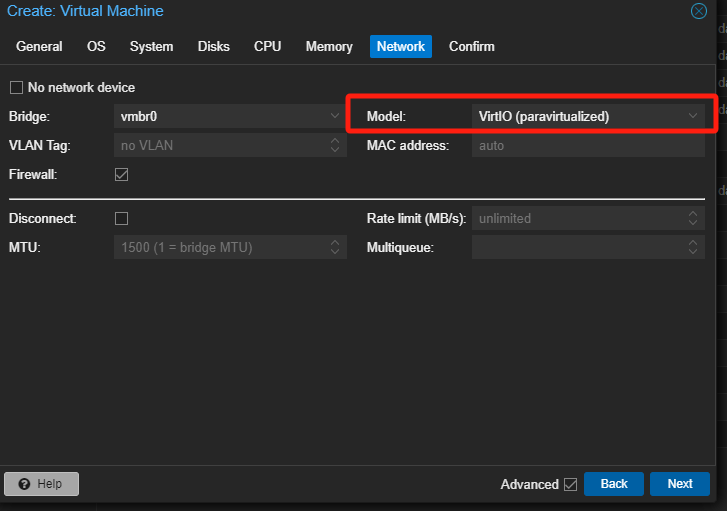 Create: Virtual Machine
General OS System Disks CPU Memory Network Confirm
No network device
Bridge: vmbr0 Model: VirtIO (paravirtualized)
VLAN Tag: no VLAN MAC address: auto
Firewall:
Disconnect: Rate limit (MB/s): unlimited
MTU: 1500 (1 = bridge MTU) Multiqueue:
Help Advanced Back Next